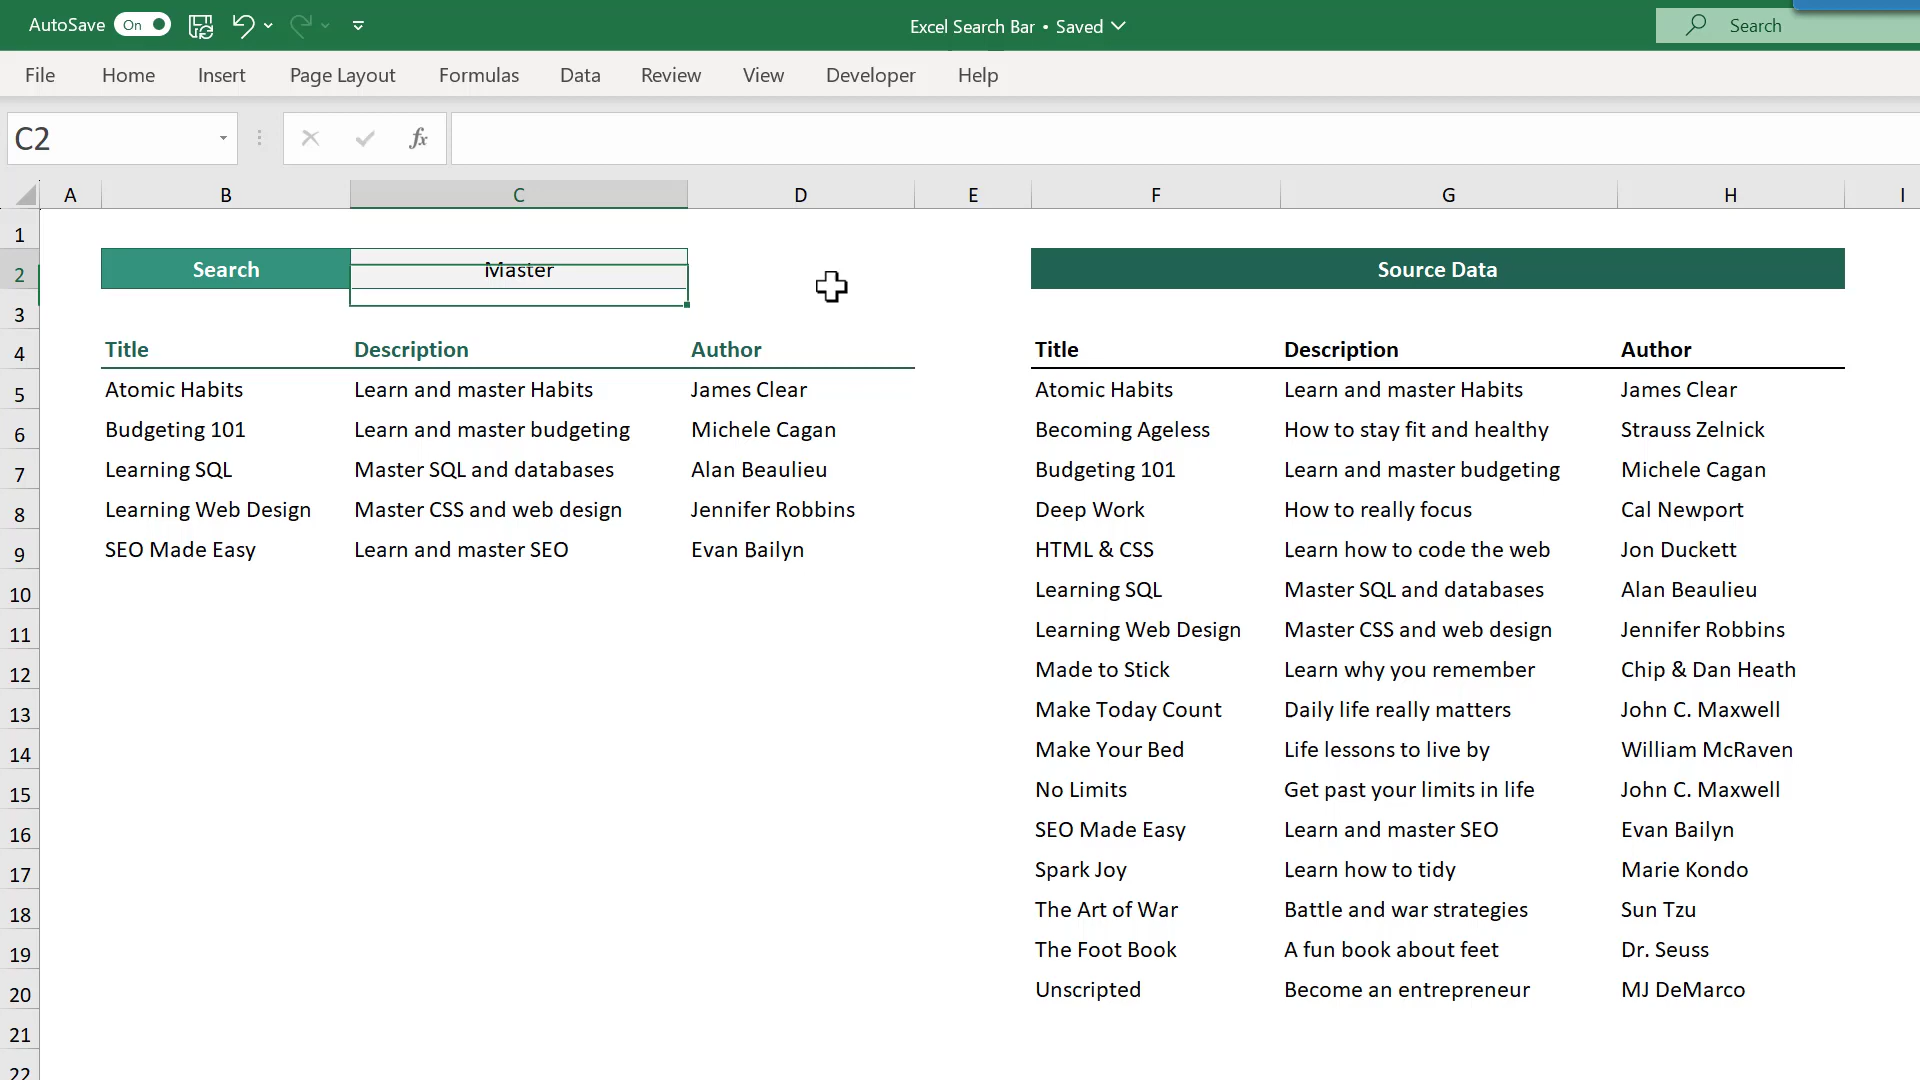 AutoSave On Excel Search Bar • Saved Search
File Home Insert Page Layout Formulas Data Review View Developer Help
C2 fx
A B C D E F G H I
1
2 Search Master Source Data
3
4 Title Description Author Title Description Author
5 Atomic Habits Learn and master Habits James Clear Atomic Habits Learn and master Habits James Clear
6 Budgeting 101 Learn and master budgeting Michele Cagan Becoming Ageless How to stay fit and healthy Strauss Zelnick
7 Learning SQL Master SQL and databases Alan Beaulieu Budgeting 101 Learn and master budgeting Michele Cagan
8 Learning Web Design Master CSS and web design Jennifer Robbins Deep Work How to really focus Cal Newport
9 SEO Made Easy Learn and master SEO Evan Bailyn HTML & CSS Learn how to code the web Jon Duckett
10 Learning SQL Master SQL and databases Alan Beaulieu
11 Learning Web Design Master CSS and web design Jennifer Robbins
12 Made to Stick Learn why you remember Chip & Dan Heath
13 Make Today Count Daily life really matters John C. Maxwell
14 Make Your Bed Life lessons to live by William McRaven
15 No Limits Get past your limits in life John C. Maxwell
16 SEO Made Easy Learn and master SEO Evan Bailyn
17 Spark Joy Learn how to tidy Marie Kondo
18 The Art of War Battle and war strategies Sun Tzu
19 The Foot Book A fun book about feet Dr. Seuss
20 Unscripted Become an entrepreneur MJ DeMarco
21
22